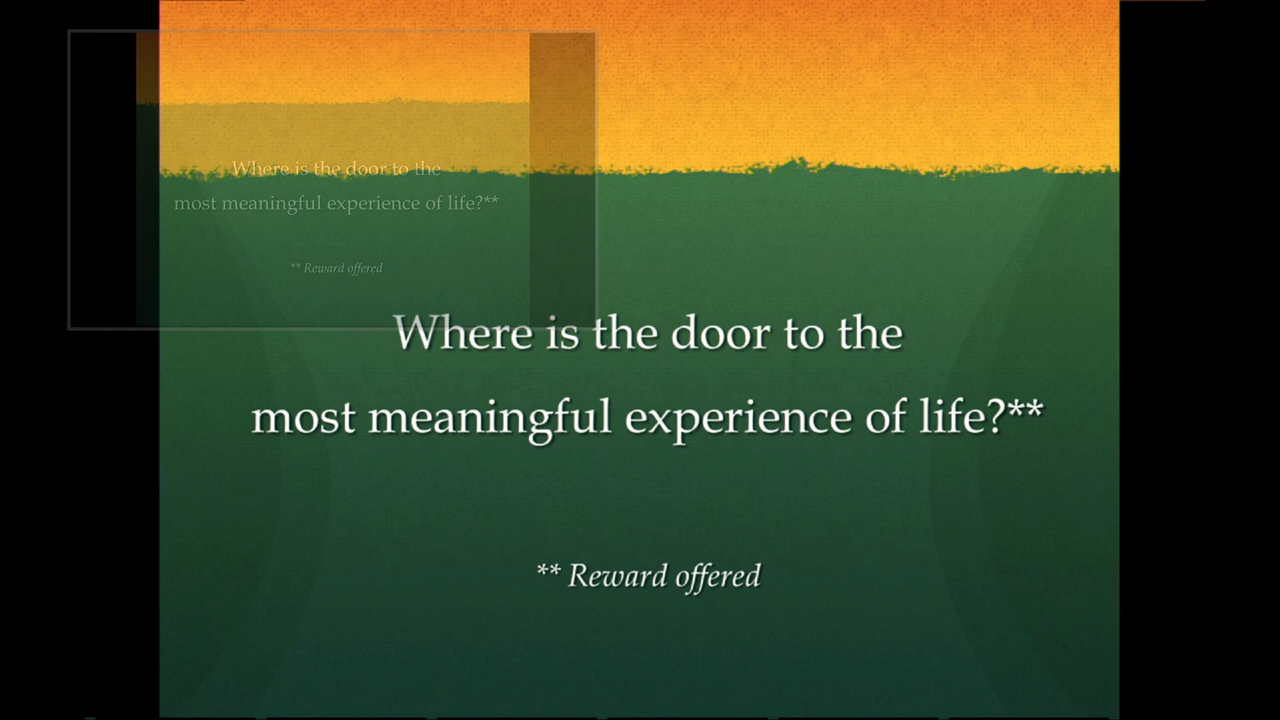 Where is the door to the
most meaningful experience of life?**
** Reward offered
Where is the door to the
most meaningful experience of life?**
** Reward offered